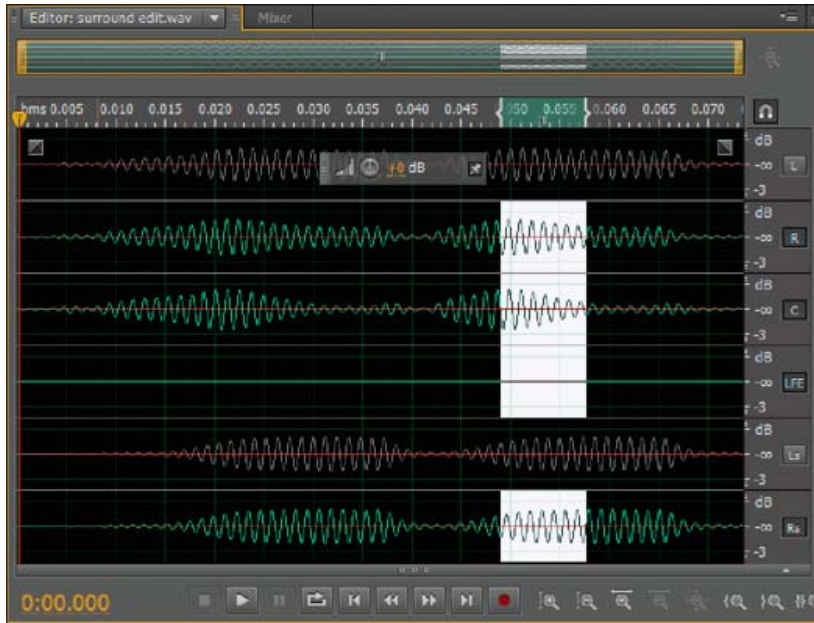 Editor: surround edit.wav Mixer
hms 0.005 0.010 0.015 0.020 0.025 0.030 0.035 0.040 0.045 0.055 0.060 0.065 0.070
dB
-∞ L
-3
+0 dB
dB
-∞ R
-3
dB
-∞ C
-3
dB
-∞ LFE
-3
dB
-∞ Ls
-3
dB
-∞ Rs
-3
0:00.000